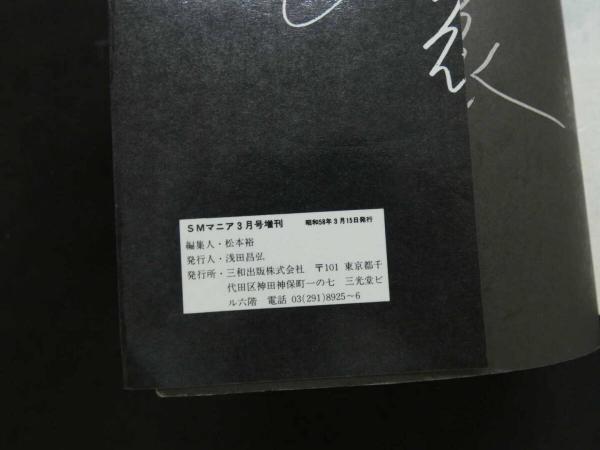 SMマニア3月号増刊 昭和58年3月15日発行
編集人・松本裕
発行人・浅田昌弘
発行所・三和出版株式会社 〒101 東京都千
代田区神田神保町一の七 三光堂ビ
ル六階 電話 03(291)8925～6